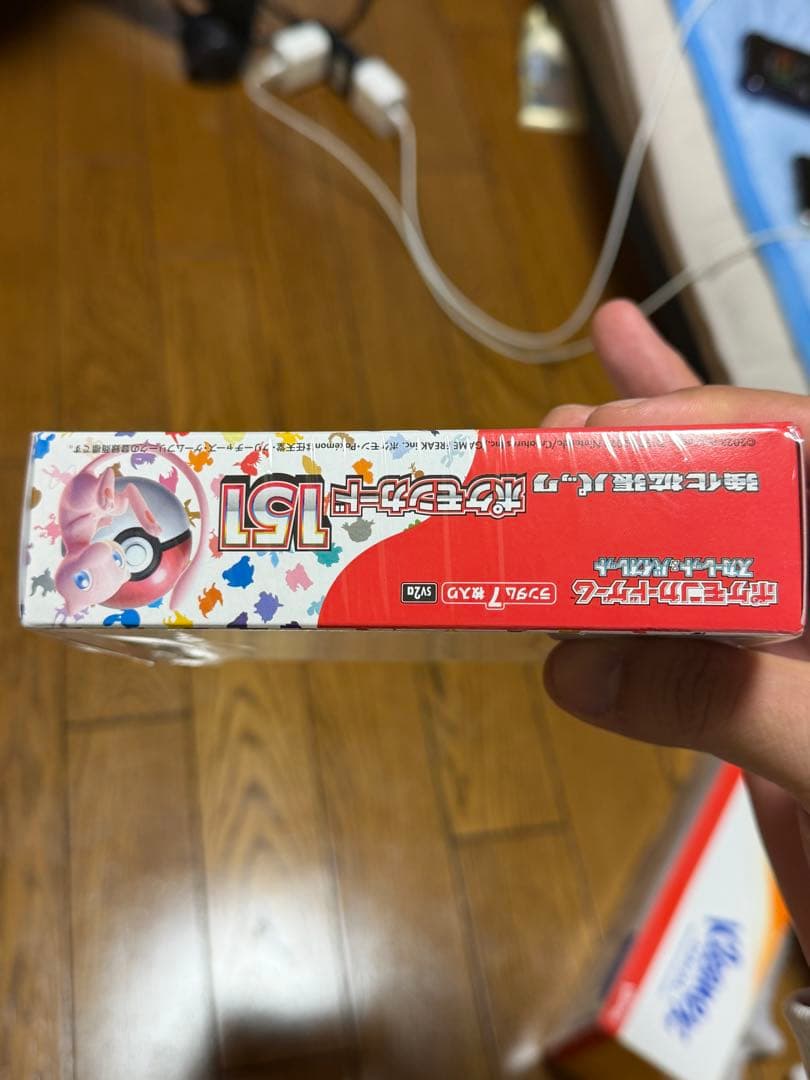 ポケモンカードゲーム
スカーレット&バイオレット
ランダム7枚入り
sv2a
強化拡張パック
ポケモンカード151
Kleenex